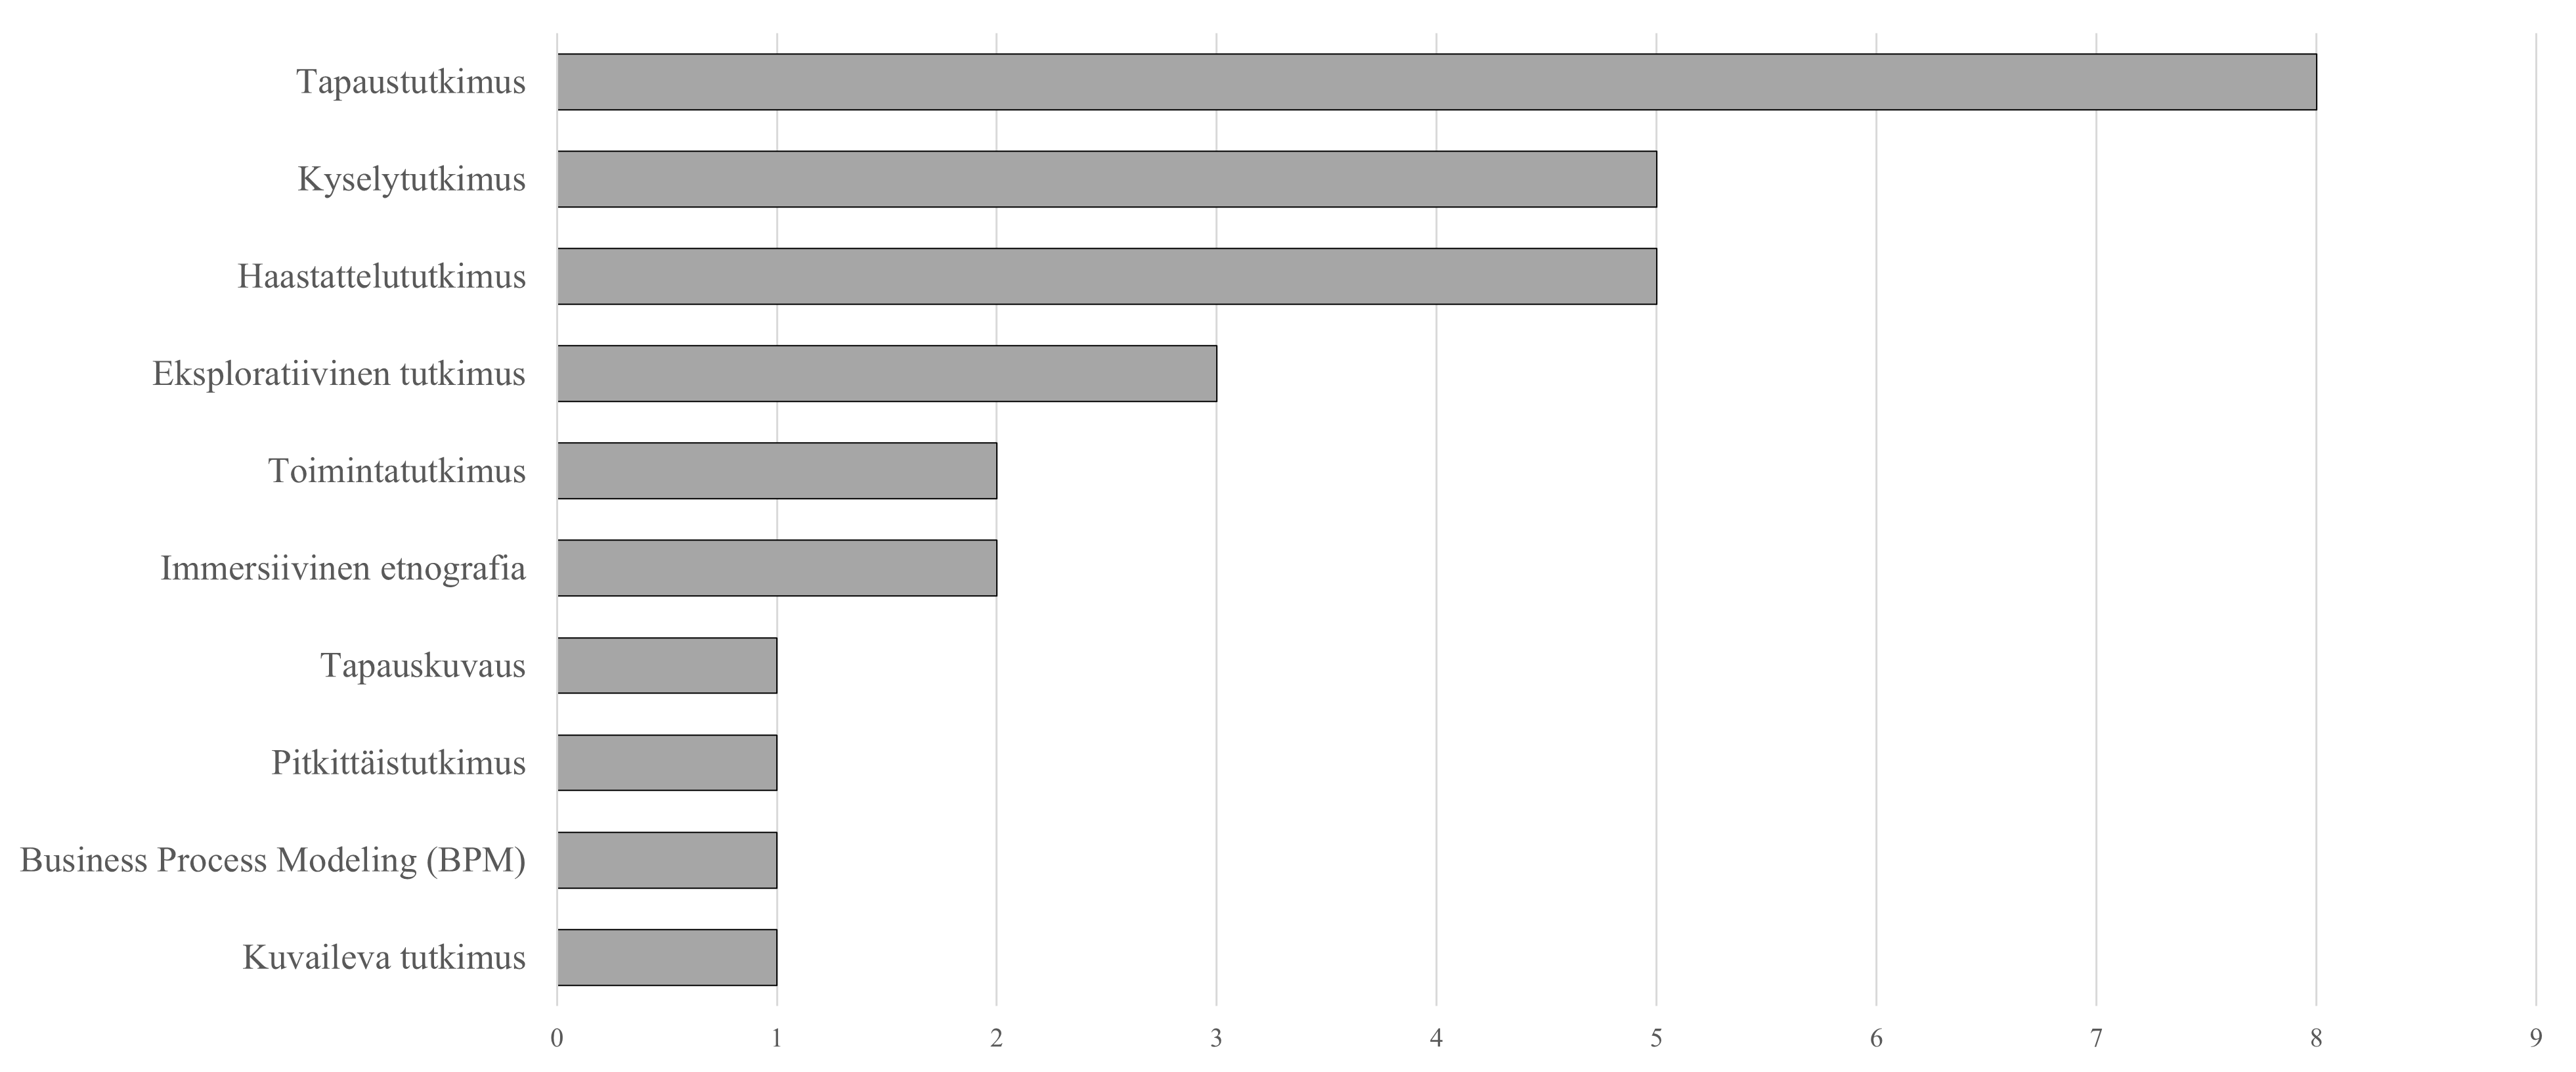 Tapaustutkimus
Kyselytutkimus
Haastattelututkimus
Eksploratiivinen tutkimus
Toimintatutkimus
Immersiivinen etnografia
Tapauskuvaus
Pitkittäistutkimus
Business Process Modeling (BPM)
Kuvaileva tutkimus
0 1 2 3 4 5 6 7 8 9